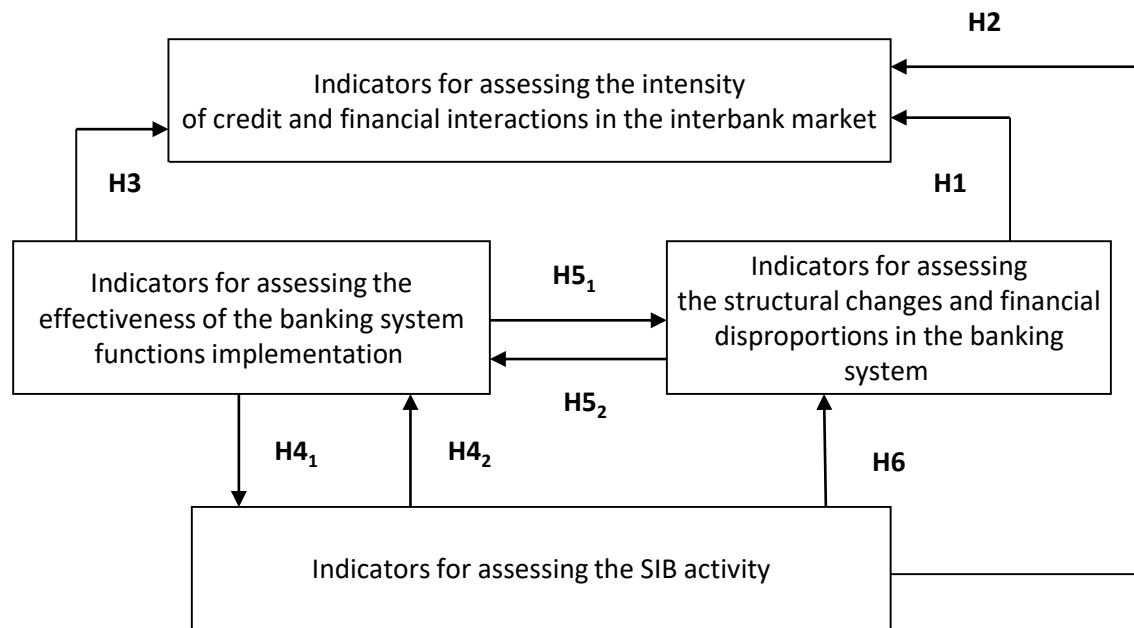 H2
Indicators for assessing the intensity
of credit and financial interactions in the interbank market
H3
H1
Indicators for assessing the
effectiveness of the banking system
functions implementation
H5₁
H5₂
Indicators for assessing
the structural changes and financial
disproportions in the banking
system
H4₁
H4₂
H6
Indicators for assessing the SIB activity